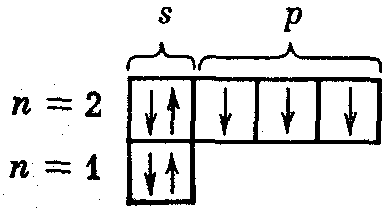 s p
n = 2
n = 1